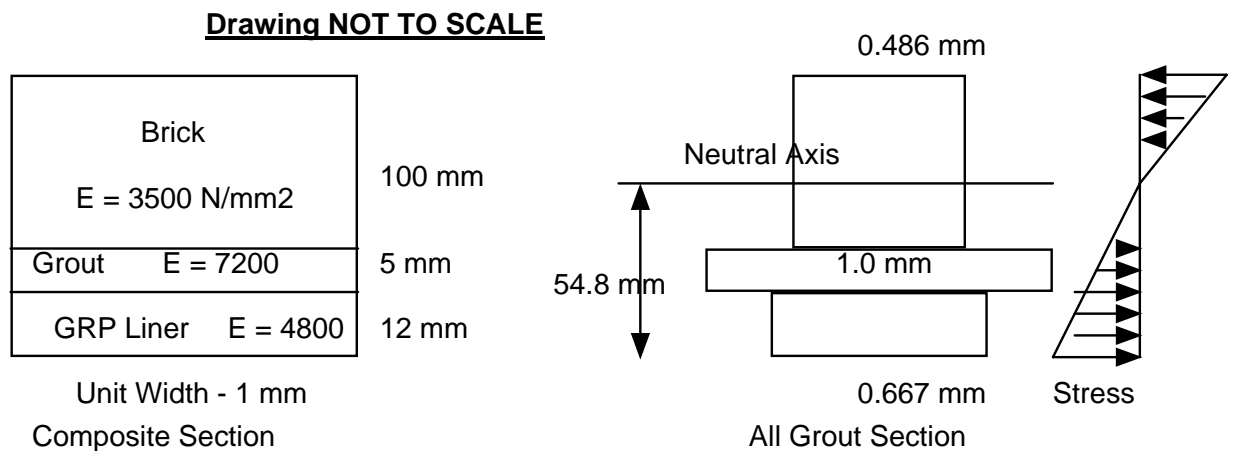 Drawing NOT TO SCALE
0.486 mm
Brick
Neutral Axis
100 mm
E = 3500 N/mm2
Grout E = 7200
5 mm
1.0 mm
54.8 mm
GRP Liner E = 4800
12 mm
Unit Width - 1 mm
0.667 mm
Stress
Composite Section
All Grout Section